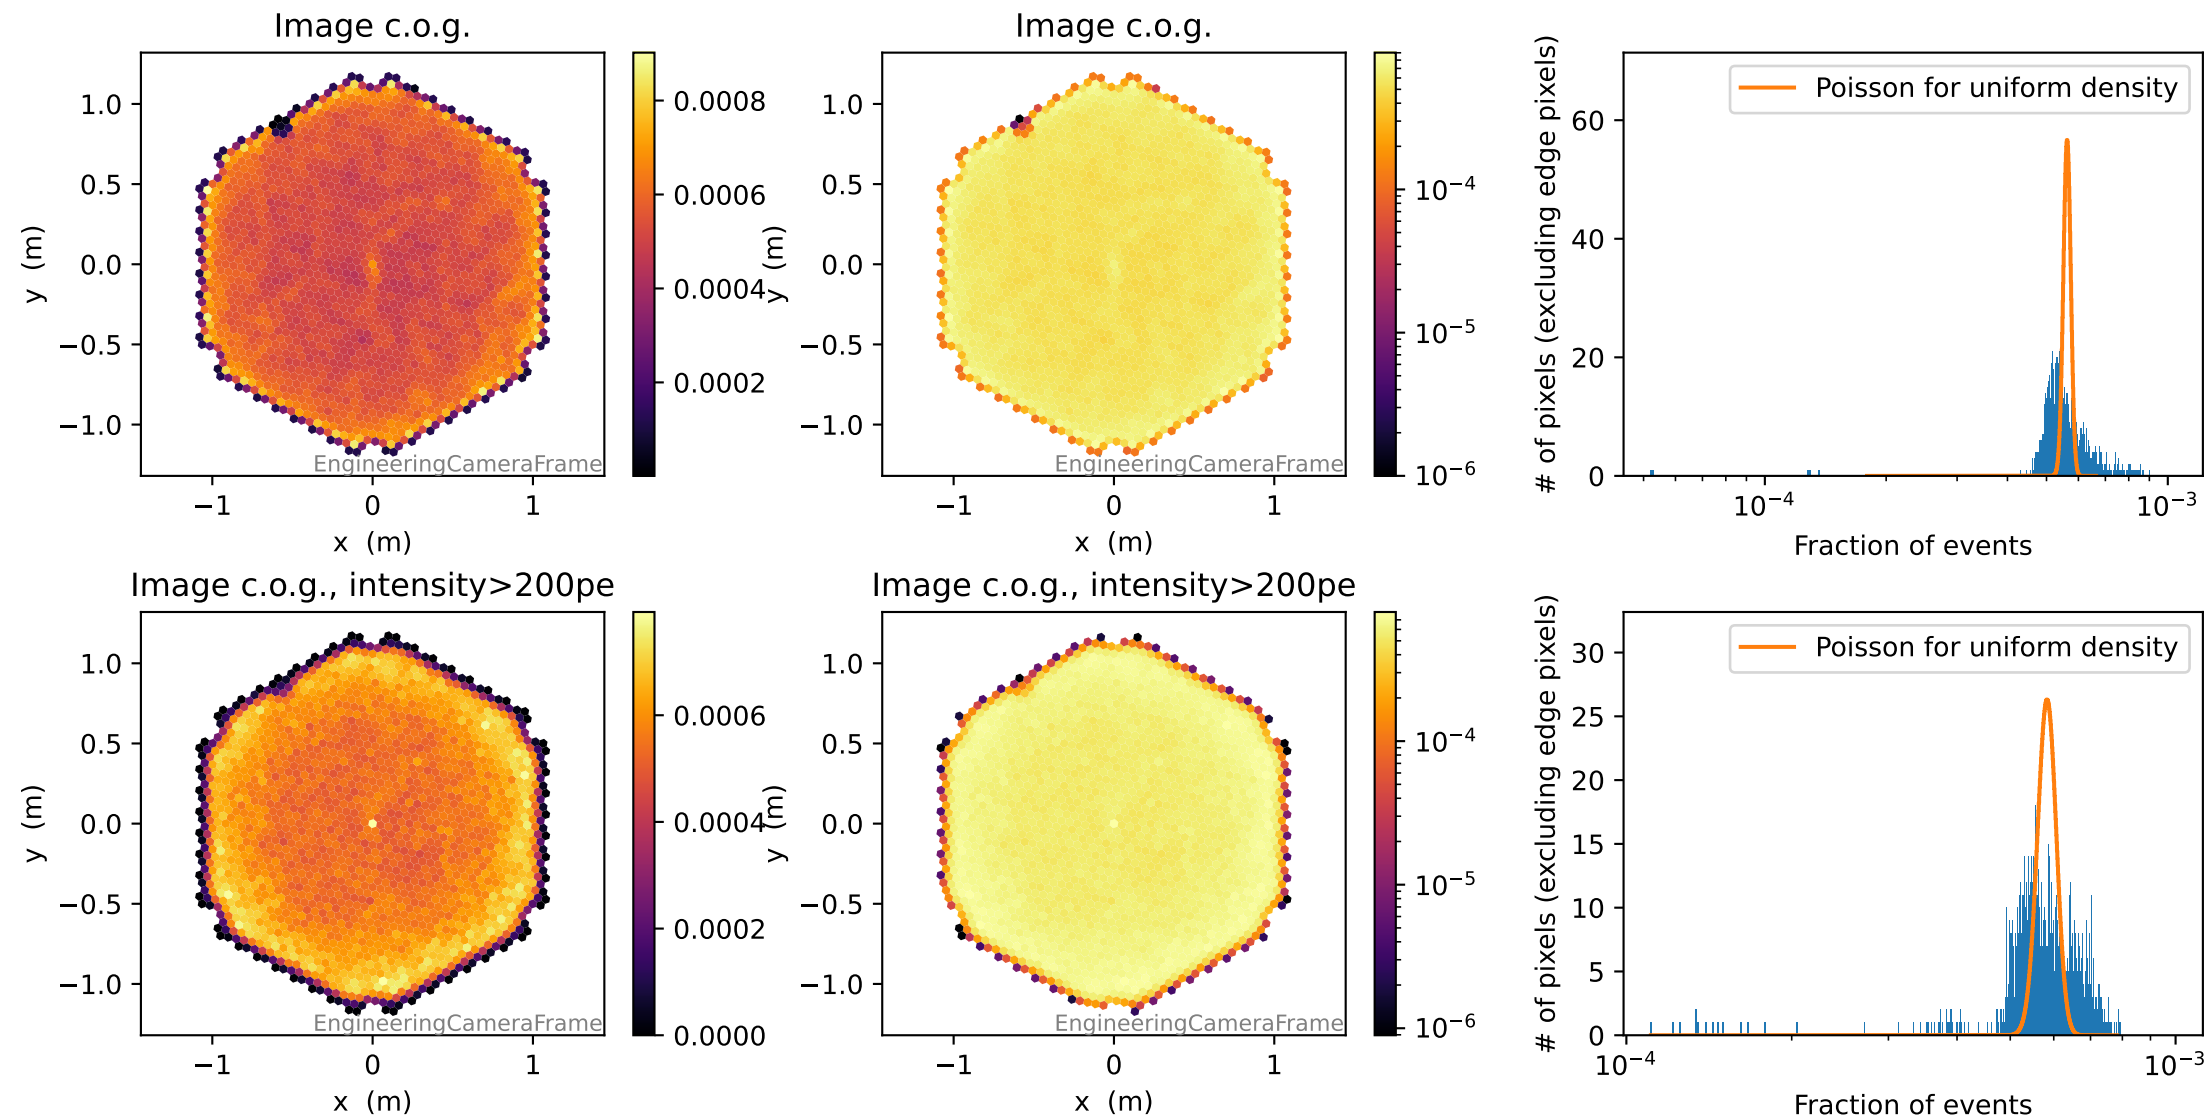 Image c.o.g.
1.0
0.5
0.0
−0.5
−1.0
y (m)
−1 0 1
x (m)
EngineeringCameraFrame
0.0008
0.0006
0.0004
0.0002
Image c.o.g.
1.0
0.5
0.0
−0.5
−1.0
y (m)
−1 0 1
x (m)
EngineeringCameraFrame
10−4
10−5
10−6
# of pixels (excluding edge pixels)
60
40
20
0
Poisson for uniform density
10−4 10−3
Fraction of events
Image c.o.g., intensity>200pe
1.0
0.5
0.0
−0.5
−1.0
y (m)
−1 0 1
x (m)
EngineeringCameraFrame
0.0006
0.0004
0.0002
0.0000
Image c.o.g., intensity>200pe
1.0
0.5
0.0
−0.5
−1.0
y (m)
−1 0 1
x (m)
EngineeringCameraFrame
10−4
10−5
10−6
# of pixels (excluding edge pixels)
30
25
20
15
10
5
0
Poisson for uniform density
10−4 10−3
Fraction of events